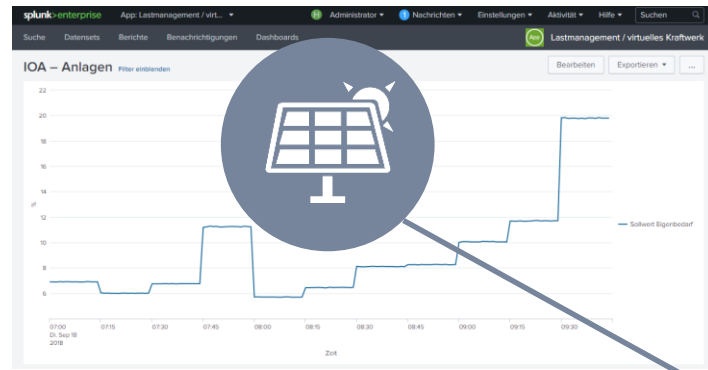 splunk>enterprise App: Lastmanagement / virt... Administrator Nachrichten Einstellungen Aktivität Hilfe Suchen
Suche Datensets Berichte Benachrichtigungen Dashboards App Lastmanagement / virtuelles Kraftwerk
IOA – Anlagen Filter einblenden Bearbeiten Exportieren ...
22
20
18
16
14
12
10
8
6
Sollwert Eigenbedarf
07:00 07:15 07:30 07:45 08:00 08:15 08:30 08:45 09:00 09:15 09:30
Di. Sep 18
2018
Zeit